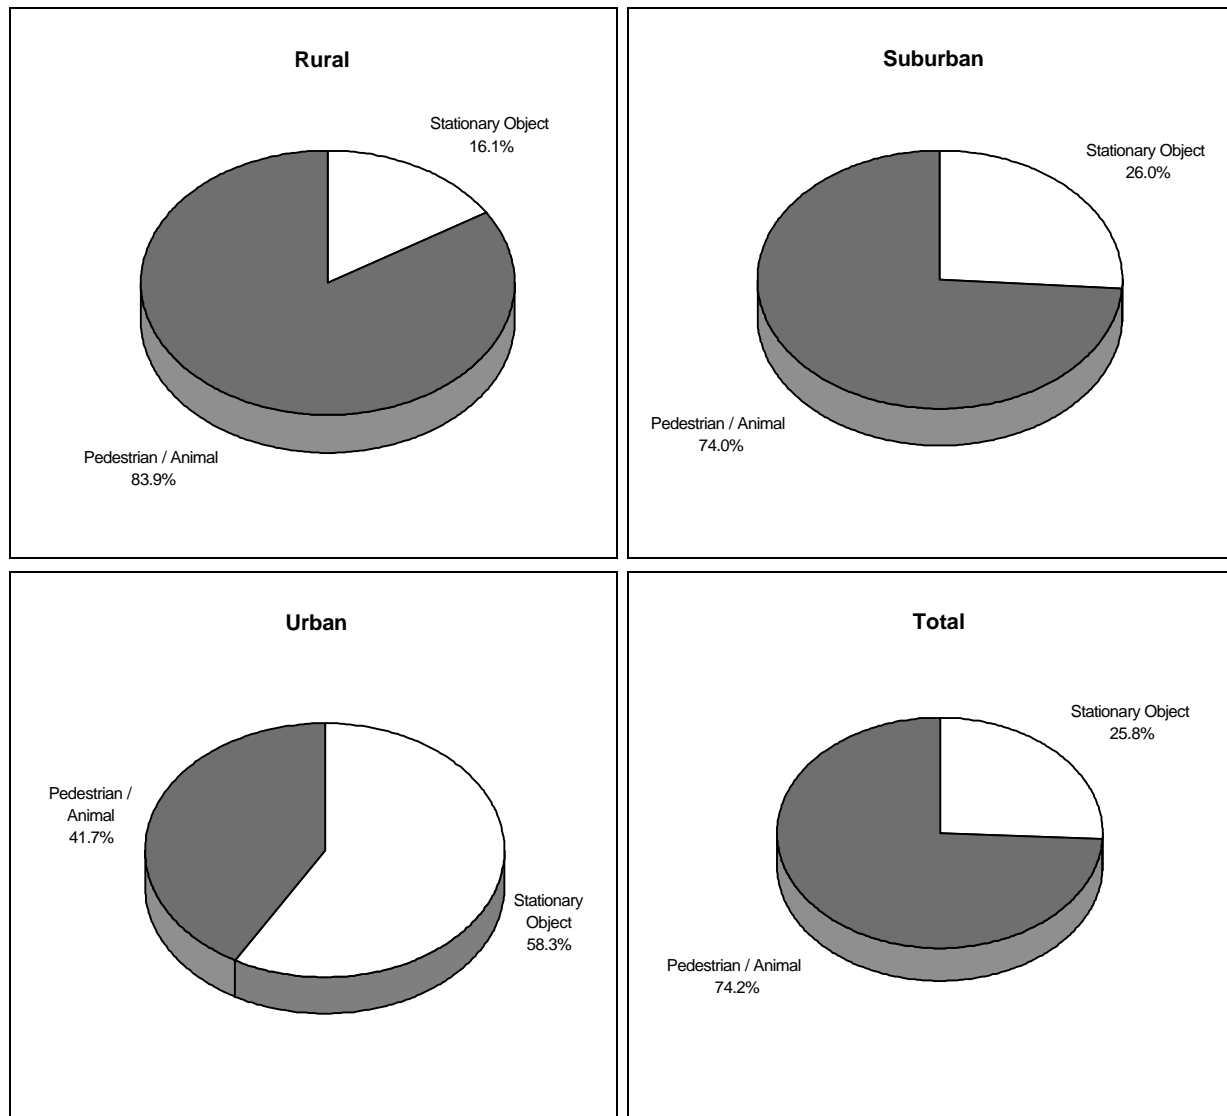 Rural
Stationary Object
16.1%
Pedestrian / Animal
83.9%
Suburban
Stationary Object
26.0%
Pedestrian / Animal
74.0%
Urban
Pedestrian /
Animal
41.7%
Stationary
Object
58.3%
Total
Stationary Object
25.8%
Pedestrian / Animal
74.2%